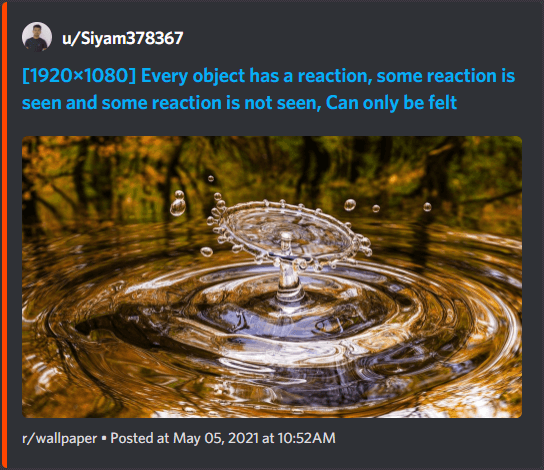 u/Siyam378367
[1920×1080] Every object has a reaction, some reaction is
seen and some reaction is not seen, Can only be felt
r/wallpaper • Posted at May 05, 2021 at 10:52AM